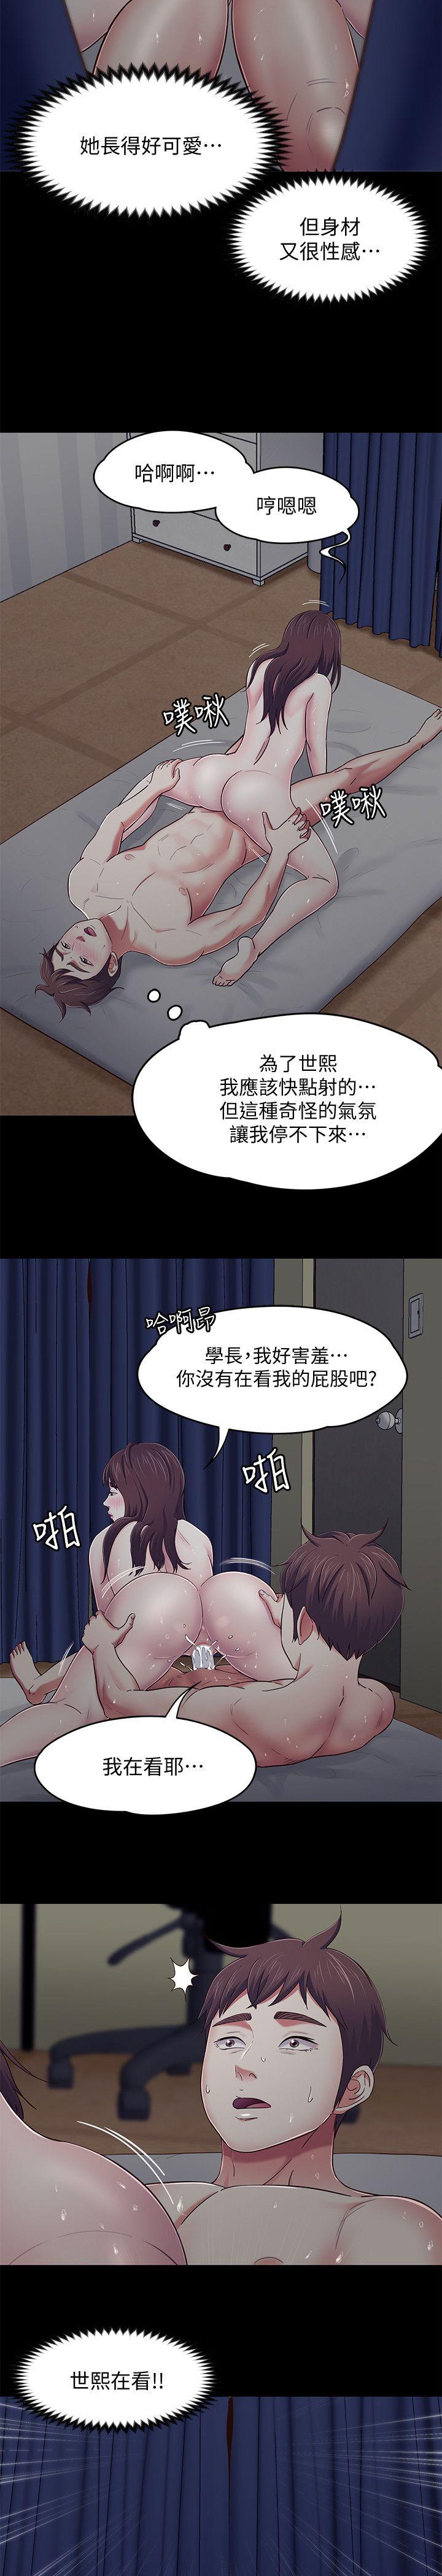 她長得好可愛⋯
但身材
又很性感⋯
哈啊啊⋯
哼嗯嗯
噗啾
噗啾
為了世熙
我應該快點射的⋯
但這種奇怪的氣氛
讓我停不下來⋯
哈啊昂
學長,我好害羞⋯
你沒有在看我的屁股吧?
啪
啪
我在看耶⋯
世熙在看!!